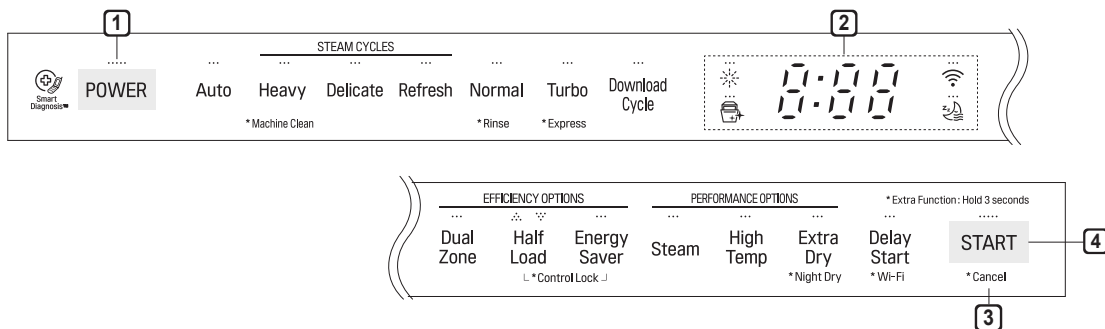 1
2
STEAM CYCLES
Smart
Diagnosis
POWER
Auto
Heavy
Delicate
Refresh
Normal
Turbo
Download
Cycle
8:88
* Machine Clean
* Rinse
* Express
EFFICIENCY OPTIONS
PERFORMANCE OPTIONS
* Extra Function : Hold 3 seconds
Dual
Zone
Half
Load
Energy
Saver
Steam
High
Temp
Extra
Dry
Delay
Start
START
4
* Control Lock
* Night Dry
* Wi-Fi
* Cancel
3